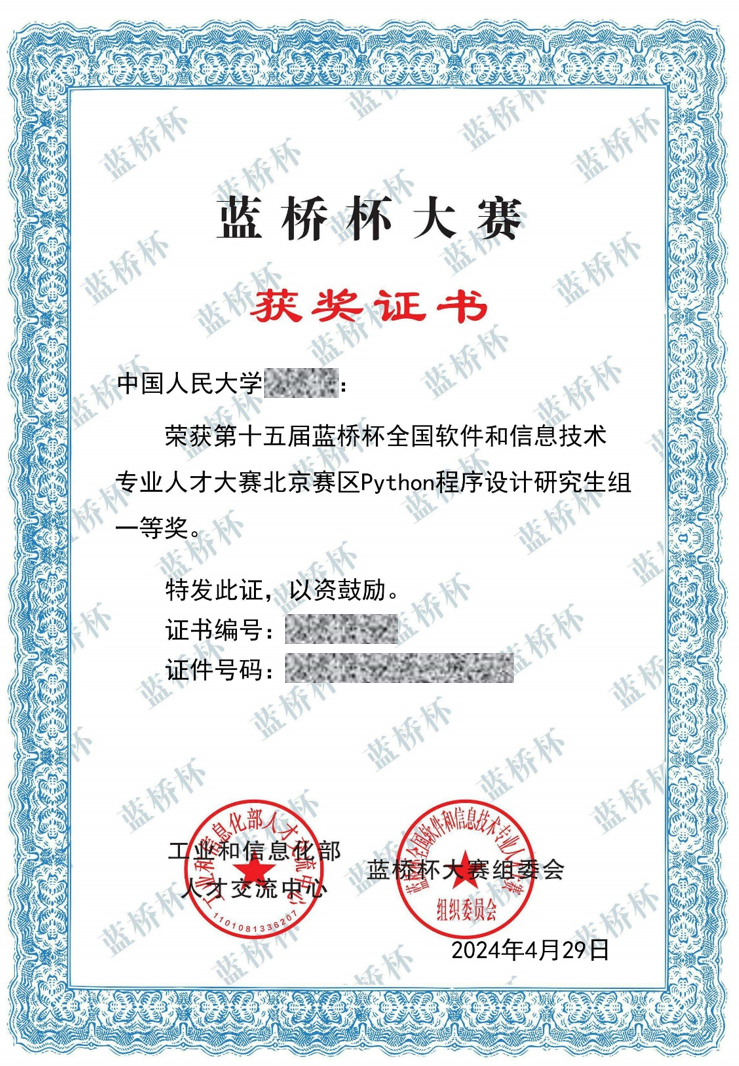 蓝桥杯大赛
获奖证书
中国人民大学
：
荣获第十五届蓝桥杯全国软件和信息技术
专业人才大赛北京赛区Python程序设计研究生组
一等奖。
特发此证，以资鼓励。
证书编号：
证件号码：
工业和信息化部
人才交流中心
蓝桥杯大赛组委会
2024年4月29日
工业和信息化部人才交流中心
1101081336207
蓝桥杯全国软件和信息技术专业人才大赛
组织委员会
蓝桥杯